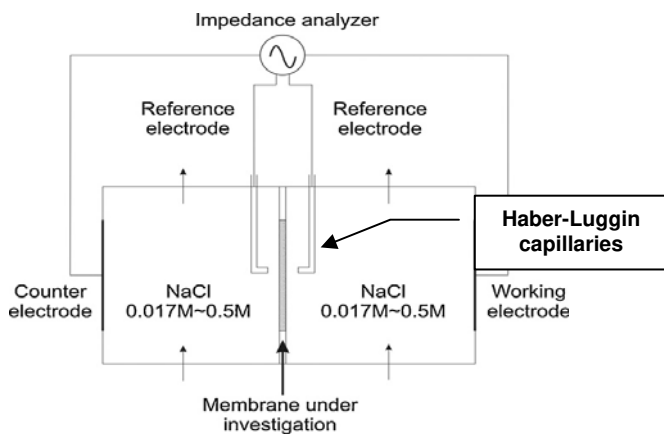 Impedance analyzer
Reference
electrode
Reference
electrode
Haber-Luggin
capillaries
Counter
electrode
NaCl
0.017M~0.5M
NaCl
0.017M~0.5M
Working
electrode
Membrane under
investigation